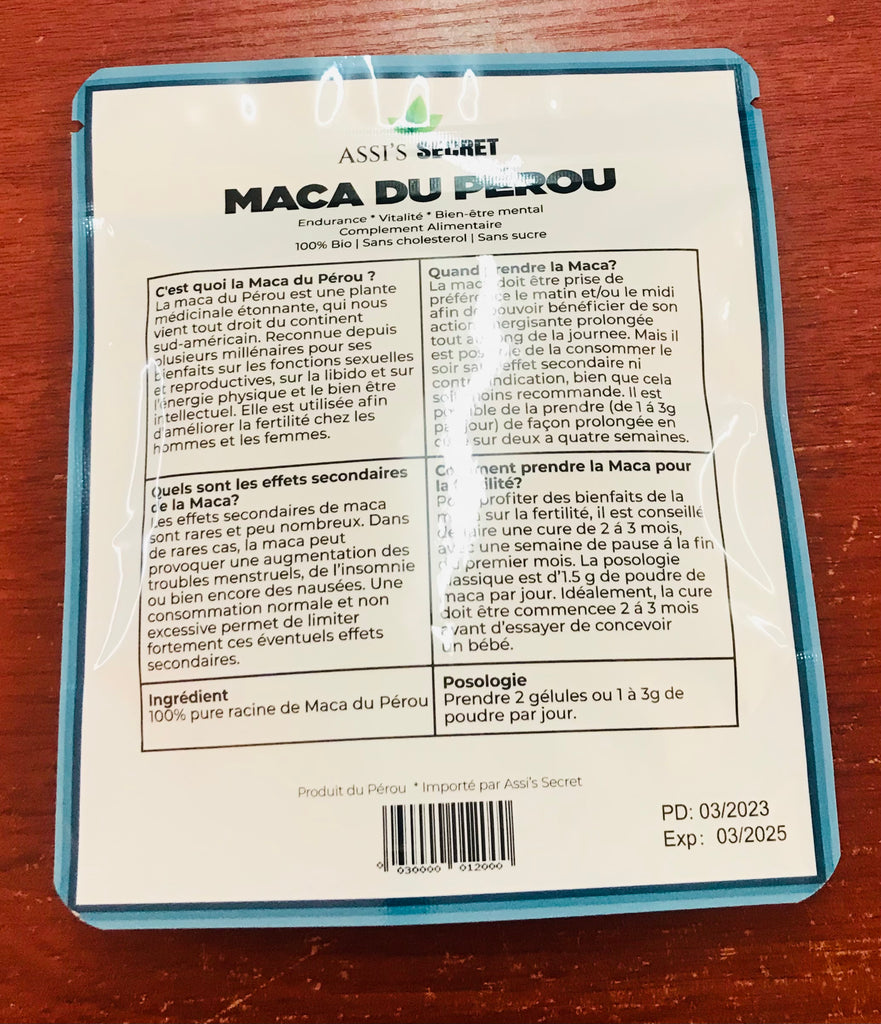 ASSI'S SECRET
MACA DU PÉROU
Endurance * Vitalité * Bien-être mental
Complement Alimentaire
100% Bio | Sans cholesterol | Sans sucre
C'est quoi la Maca du Pérou ?
La maca du Pérou est une plante
médicinale étonnante, qui nous
vient tout droit du continent
sud-américain. Reconnue depuis
plusieurs millénaires pour ses
bienfaits sur les fonctions sexuelles
et reproductives, sur la libido et sur
l'énergie physique et le bien être
intellectuel. Elle est utilisée afin
d'améliorer la fertilité chez les
hommes et les femmes.
Quand prendre la Maca?
La maca doit être prise de
préférence le matin et/ou le midi
afin de pouvoir bénéficier de son
action énergisante prolongée
tout au long de la journee. Mais il
est possible de la consommer le
soir sans effet secondaire ni
contre indication, bien que cela
soit moins recommande. Il est
possible de la prendre (de 1 á 3g
par jour) de façon prolongée en
cure sur deux a quatre semaines.
Quels sont les effets secondaires
de la Maca?
Les effets secondaires de maca
sont rares et peu nombreux. Dans
de rares cas, la maca peut
provoquer une augmentation des
troubles menstruels, de l'insomnie
ou bien encore des nausées. Une
consommation normale et non
excessive permet de limiter
fortement ces éventuels effets
secondaires.
Comment prendre la Maca pour
la fertilité?
Pour profiter des bienfaits de la
maca sur la fertilité, il est conseillé
de faire une cure de 2 á 3 mois,
avec une semaine de pause á la fin
du premier mois. La posologie
classique est d'1.5 g de poudre de
maca par jour. Idéalement, la cure
doit être commencee 2 á 3 mois
avant d'essayer de concevoir
un bébé.
Ingrédient
100% pure racine de Maca du Pérou
Posologie
Prendre 2 gélules ou 1 à 3g de
poudre par jour.
Produit du Pérou * Importé par Assi's Secret
0 030000 012000
PD: 03/2023
Exp: 03/2025